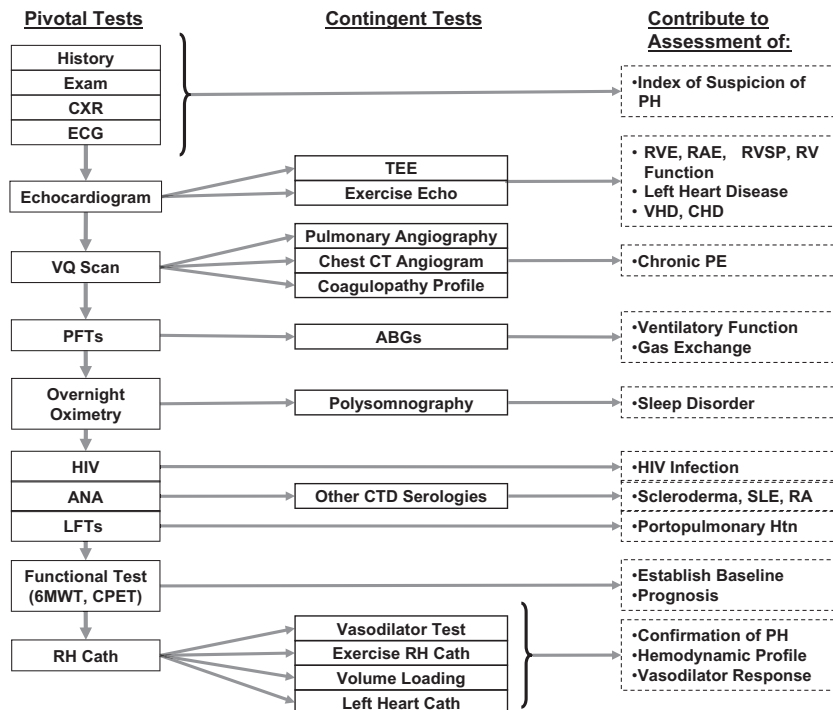 Pivotal Tests
Contingent Tests
Contribute to
Assessment of:
History
Exam
CXR
ECG
•Index of Suspicion of
PH
Echocardiogram
TEE
Exercise Echo
• RVE, RAE, RVSP, RV
Function
• Left Heart Disease
• VHD, CHD
VQ Scan
Pulmonary Angiography
Chest CT Angiogram
Coagulopathy Profile
•Chronic PE
PFTs
ABGs
•Ventilatory Function
•Gas Exchange
Overnight
Oximetry
Polysomnography
•Sleep Disorder
HIV
•HIV Infection
ANA
Other CTD Serologies
•Scleroderma, SLE, RA
LFTs
•Portopulmonary Htn
Functional Test
(6MWT, CPET)
•Establish Baseline
•Prognosis
RH Cath
Vasodilator Test
Exercise RH Cath
Volume Loading
Left Heart Cath
•Confirmation of PH
•Hemodynamic Profile
•Vasodilator Response